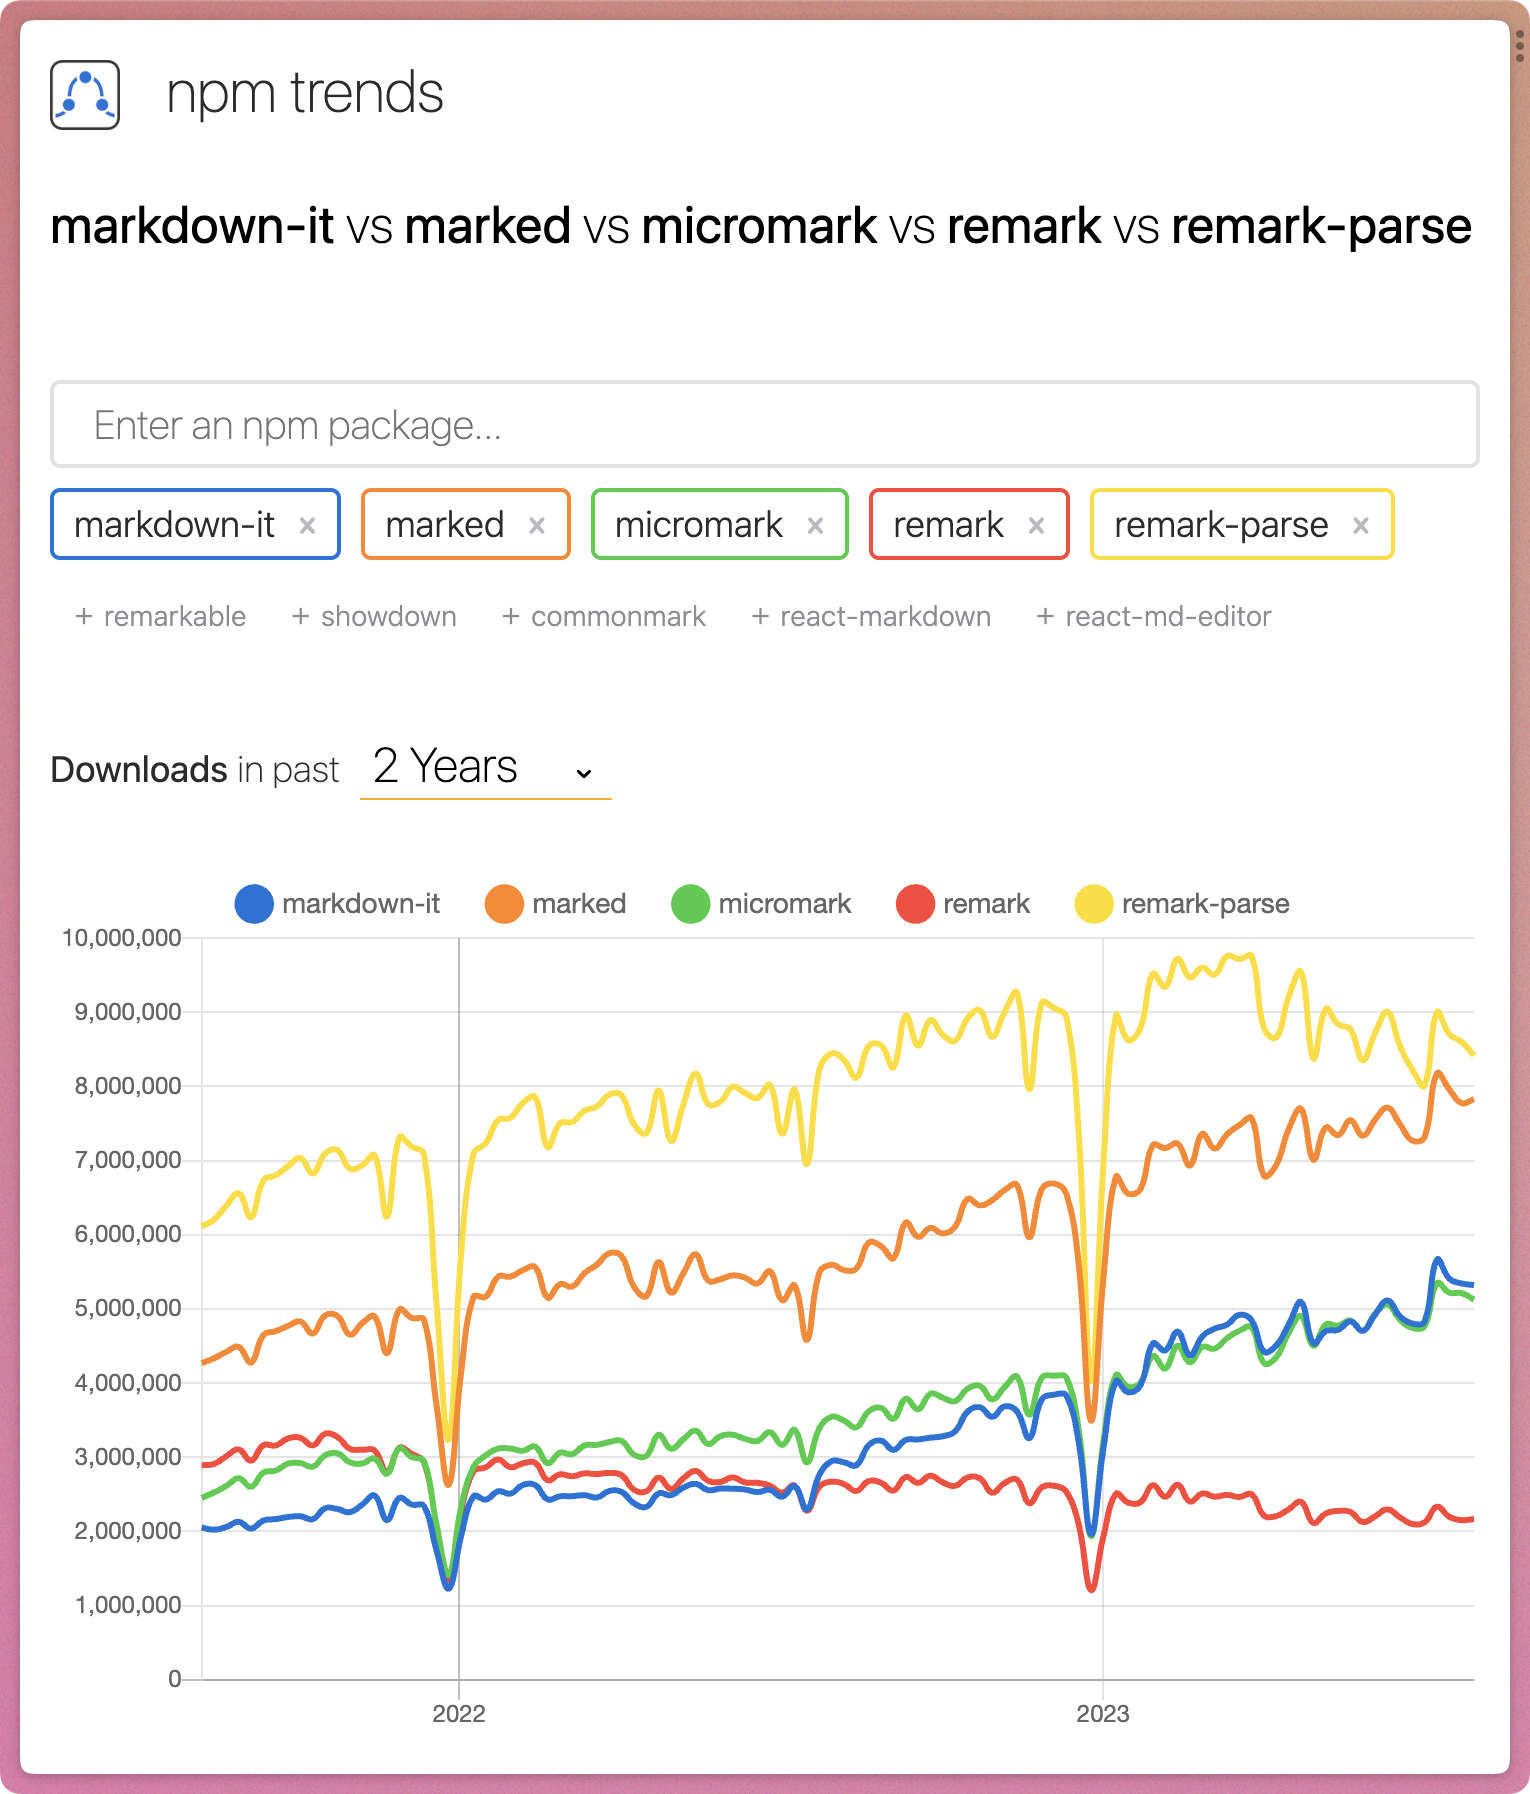 npm trends
markdown-it vs marked vs micromark vs remark vs remark-parse
Enter an npm package...
markdown-it × marked × micromark × remark × remark-parse ×
+ remarkable + showdown + commonmark + react-markdown + react-md-editor
Downloads in past 2 Years
markdown-it marked micromark remark remark-parse
10,000,000
9,000,000
8,000,000
7,000,000
6,000,000
5,000,000
4,000,000
3,000,000
2,000,000
1,000,000
0
2022 2023